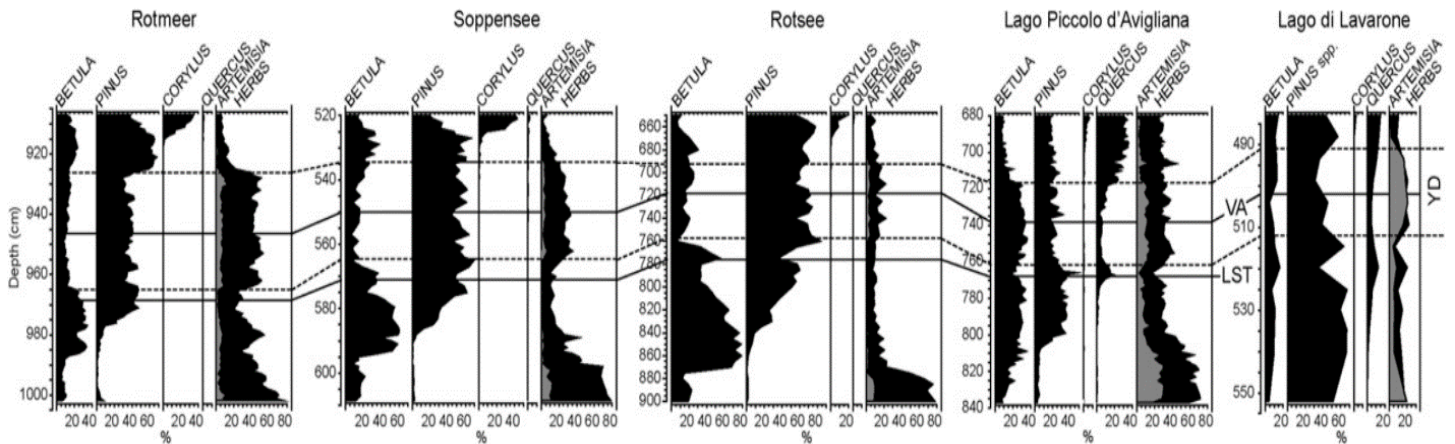 Rotmeer
Soppensee
Rotsee
Lago Piccolo d'Avigliana
Lago di Lavarone
BETULA
PINUS
CORYLUS
QUERCUS
ARTEMISIA
HERBS
BETULA
PINUS
CORYLUS
QUERCUS
ARTEMISIA
HERBS
BETULA
PINUS
CORYLUS
QUERCUS
ARTEMISIA
HERBS
BETULA
PINUS
CORYLUS
QUERCUS
ARTEMISIA
HERBS
BETULA
PINUS spp.
CORYLUS
QUERCUS
ARTEMISIA
HERBS
Depth (cm)
920
940
960
980
1000
520
540
560
580
600
650
680
700
720
740
760
780
800
820
840
860
880
900
680
700
720
740
760
780
800
820
840
490
510
530
550
VA
LST
YD
20 40 20 40 60 20 40 20 40 60 80
20 40 60 20 40 60 20 40 20 40 60 80
20 40 60 80 20 40 60 80 20 20 40 60 80
20 40 20 40 60 20 40 20 40 60 80
20 20 40 60 20 20 20 40
%
%
%
%
%